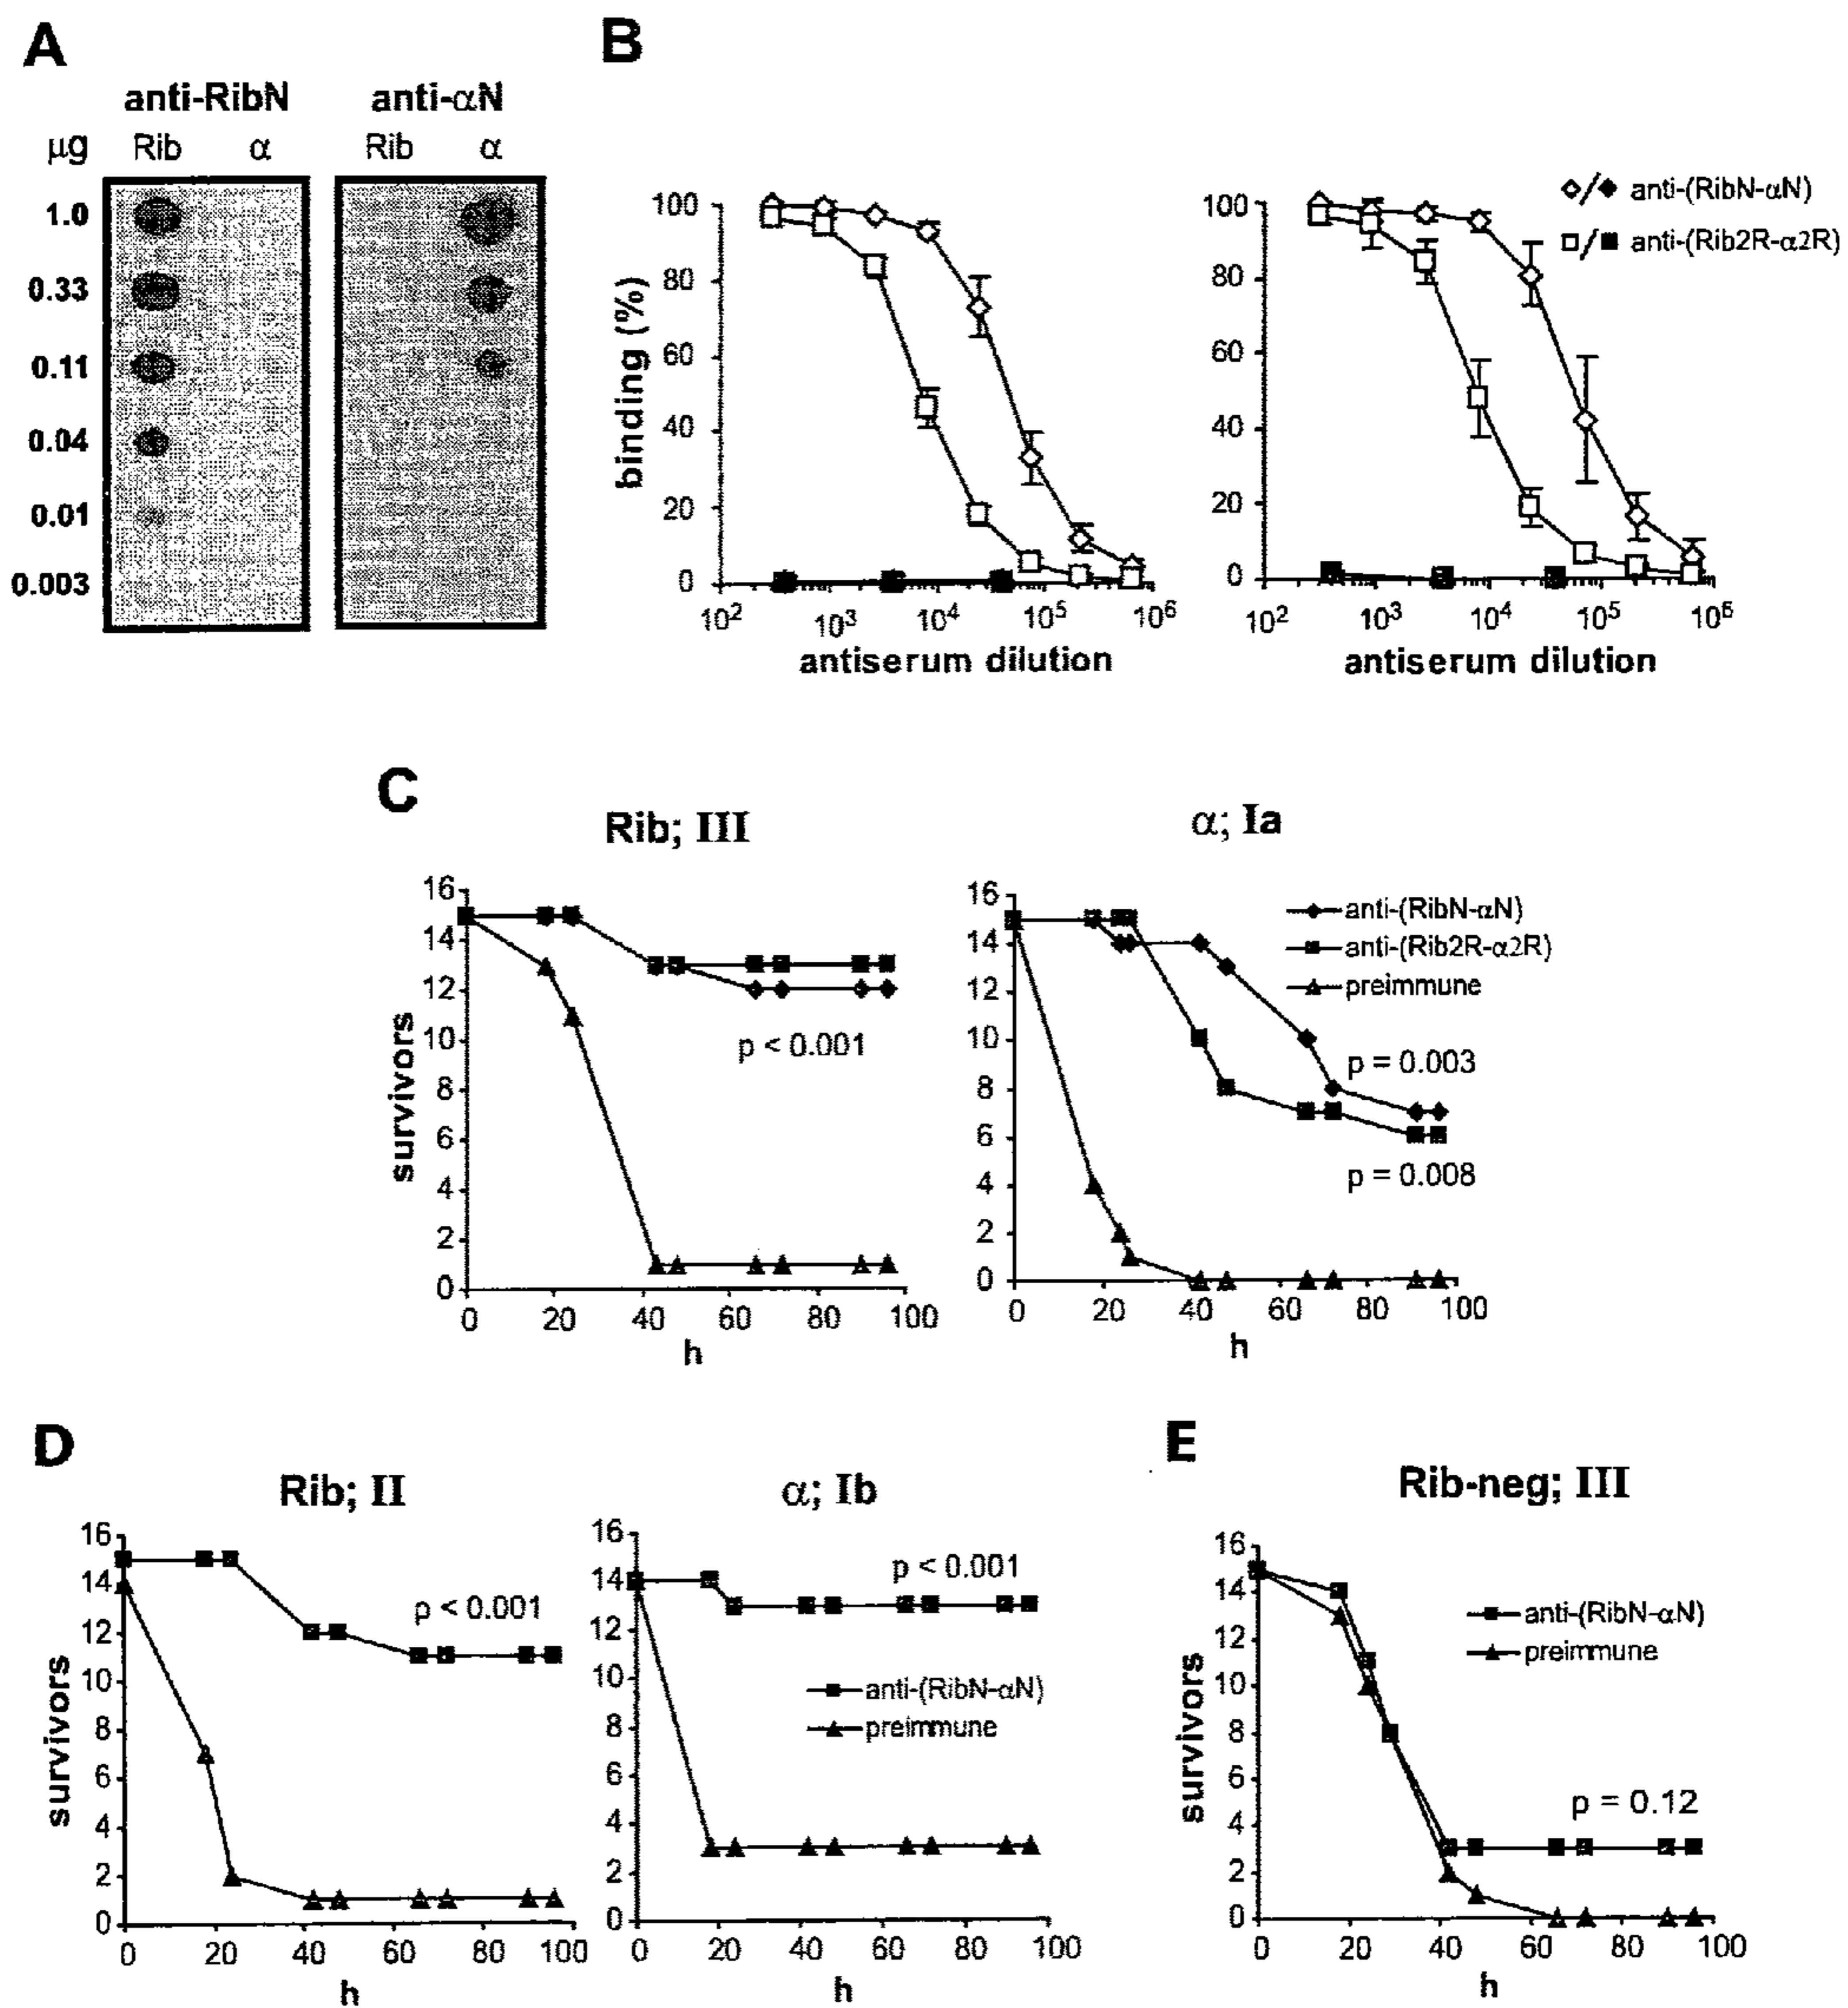 A
anti-RibN anti-αN
µg Rib α Rib α
1.0
0.33
0.11
0.04
0.01
0.003
B
binding (%)
100
80
60
40
20
0
10² 10³ 10⁴ 10⁵ 10⁶
antiserum dilution
100
80
60
40
20
0
10² 10³ 10⁴ 10⁵ 10⁶
antiserum dilution
◇/◆ anti-(RibN-αN)
□/■ anti-(Rib2R-α2R)
C
Rib; III
survivors
16
14
12
10
8
6
4
2
0
0 20 40 60 80 100
h
p < 0.001
α; Ia
16
14
12
10
8
6
4
2
0
0 20 40 60 80 100
h
anti-(RibN-αN)
anti-(Rib2R-α2R)
preimmune
p = 0.003
p = 0.008
D
Rib; II
survivors
16
14
12
10
8
6
4
2
0
0 20 40 60 80 100
h
p < 0.001
α; Ib
16
14
12
10
8
6
4
2
0
0 20 40 60 80 100
h
p < 0.001
anti-(RibN-αN)
preimmune
E
Rib-neg; III
survivors
16
14
12
10
8
6
4
2
0
0 20 40 60 80 100
h
anti-(RibN-αN)
preimmune
p = 0.12